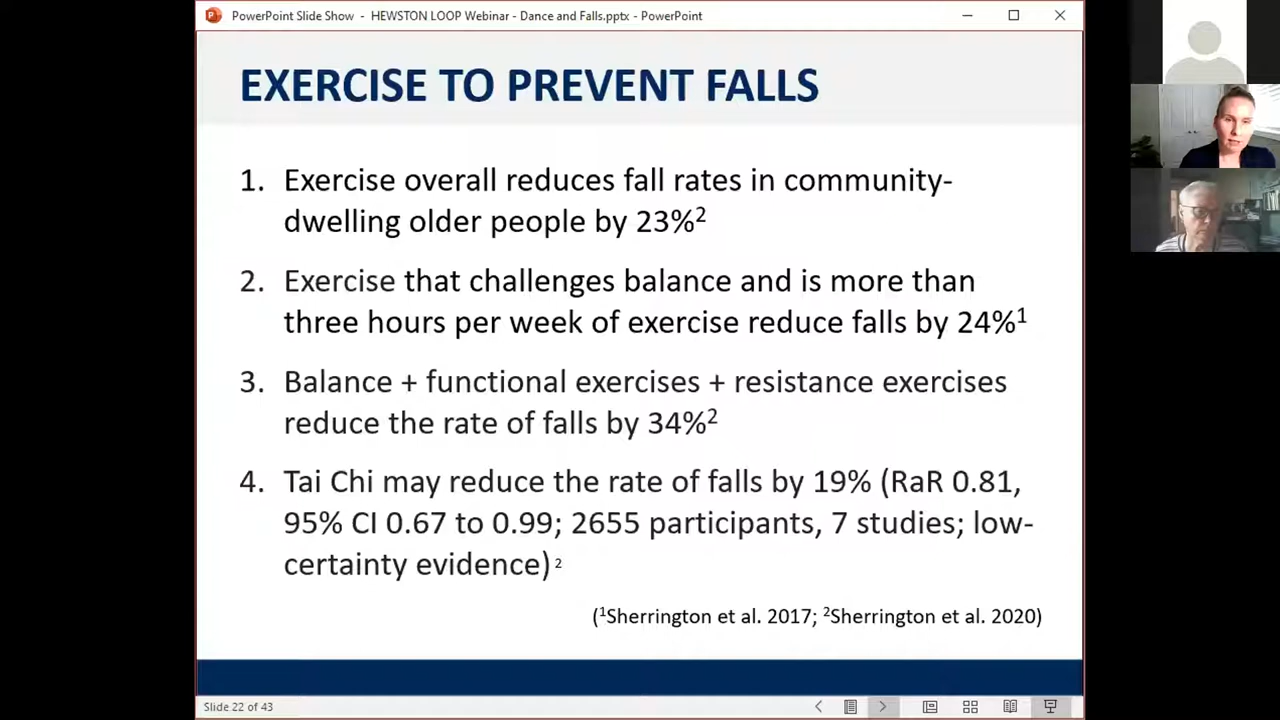 PowerPoint Slide Show - HEWSTON LOOP Webinar - Dance and Falls.pptx - PowerPoint
EXERCISE TO PREVENT FALLS
1. Exercise overall reduces fall rates in community-
dwelling older people by 23%²
2. Exercise that challenges balance and is more than
three hours per week of exercise reduce falls by 24%¹
3. Balance + functional exercises + resistance exercises
reduce the rate of falls by 34%²
4. Tai Chi may reduce the rate of falls by 19% (RaR 0.81,
95% CI 0.67 to 0.99; 2655 participants, 7 studies; low-
certainty evidence) ²
(¹Sherrington et al. 2017; ²Sherrington et al. 2020)
Slide 22 of 43